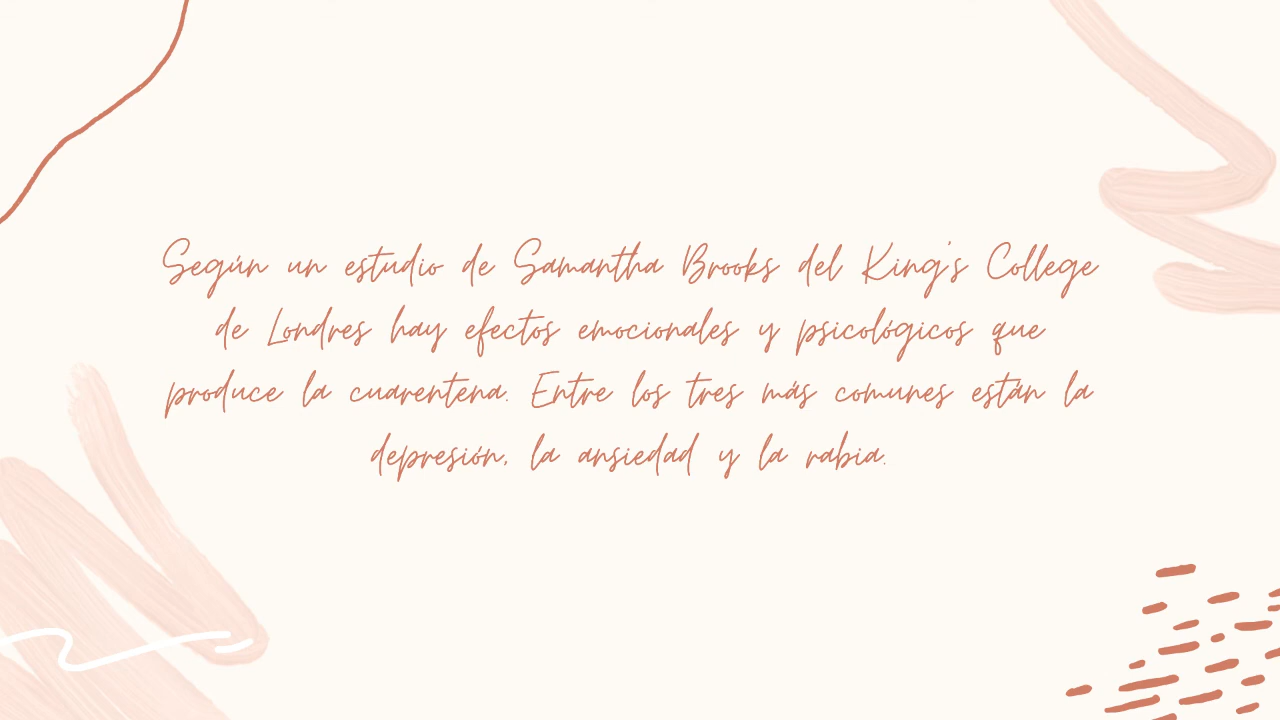 Según un estudio de Samantha Brooks del King's College
de Londres hay efectos emocionales y psicológicos que
produce la cuarentena. Entre los tres más comunes están la
depresión, la ansiedad y la rabia.